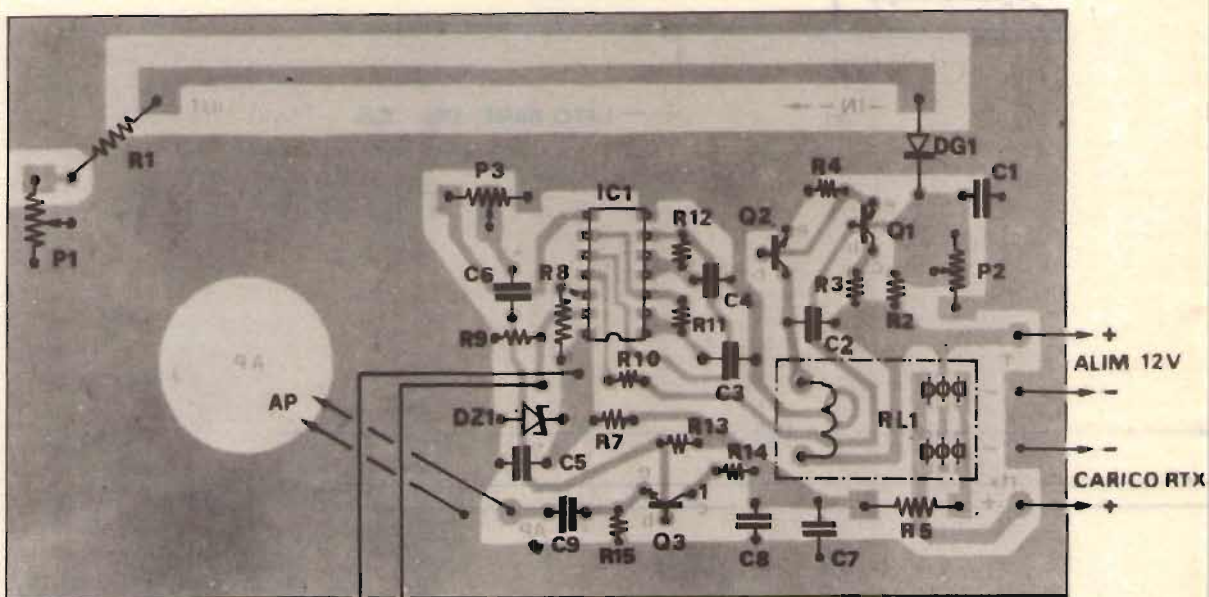 IN
R1
DG1
R4
C1
P3
IC1
R12
Q2
Q1
P1
P2
C6
R8
C4
R3
R2
R9
R11
C2
ALIM 12V
+
-
R10
C3
RL1
AP
AP
DZ1
R7
R13
R14
C5
-
CARICO RTX
+
1
R5
C9
R15
Q3
C8
C7